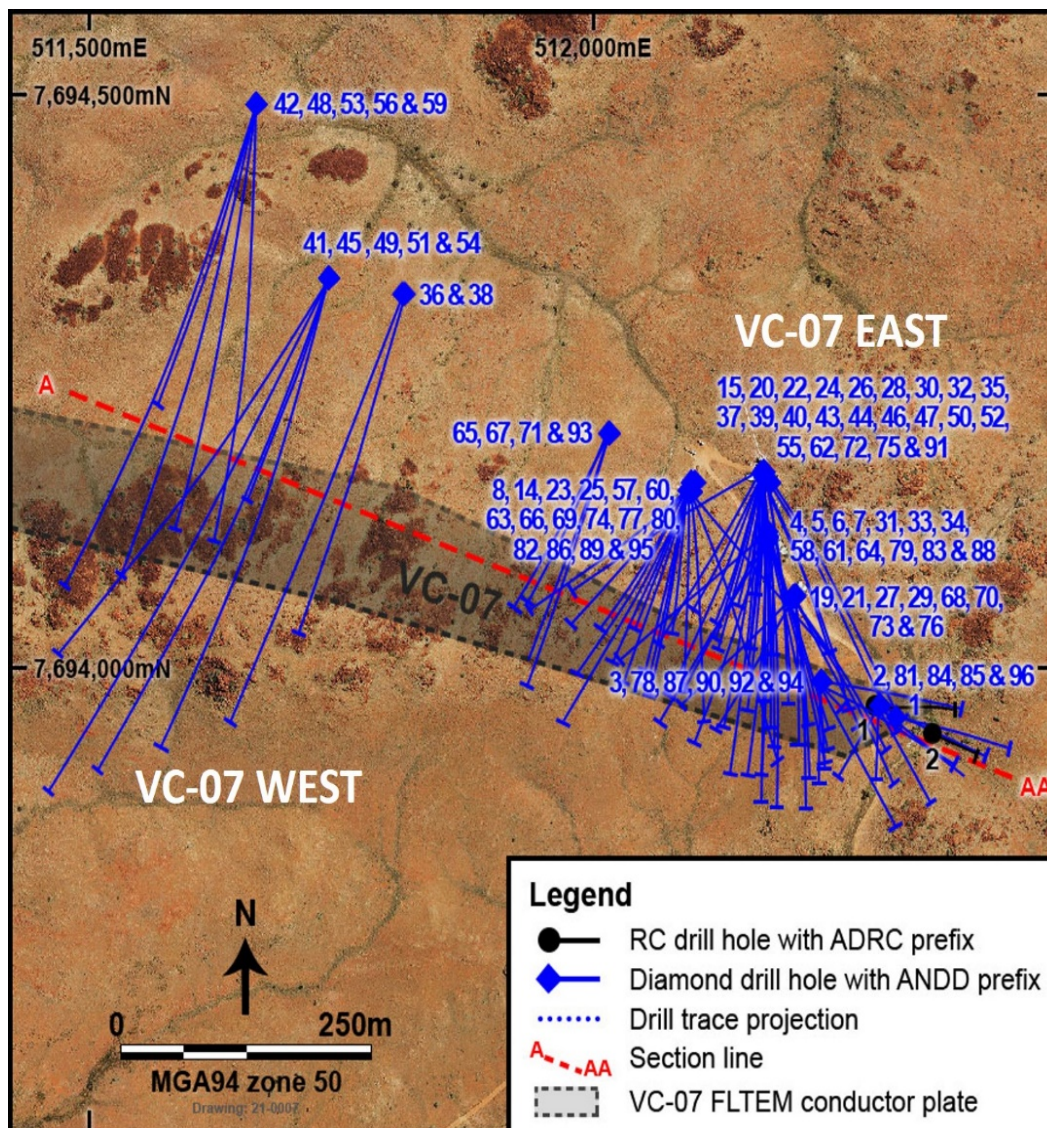 511,500mE
512,000mE
7,694,500mN
42, 48, 53, 56 & 59
41, 45 , 49, 51 & 54
36 & 38
VC-07 EAST
15, 20, 22, 24, 26, 28, 30, 32, 35,
37, 39, 40, 43, 44, 46, 47, 50, 52,
55, 62, 72, 75 & 91
A
65, 67, 71 & 93
8, 14, 23, 25, 57, 60,
63, 66, 69, 74, 77, 80,
82, 86, 89 & 95
4, 5, 6, 7, 31, 33, 34,
58, 61, 64, 79, 83 & 88
VC-07
19, 21, 27, 29, 68, 70,
73 & 76
7,694,000mN
3, 78, 87, 90, 92 & 94
2, 81, 84, 85 & 96
1
1
2
AA
VC-07 WEST
N
0 250m
MGA94 zone 50
Drawing: 21-0007
Legend
RC drill hole with ADRC prefix
Diamond drill hole with ANDD prefix
Drill trace projection
A AA Section line
VC-07 FLTEM conductor plate